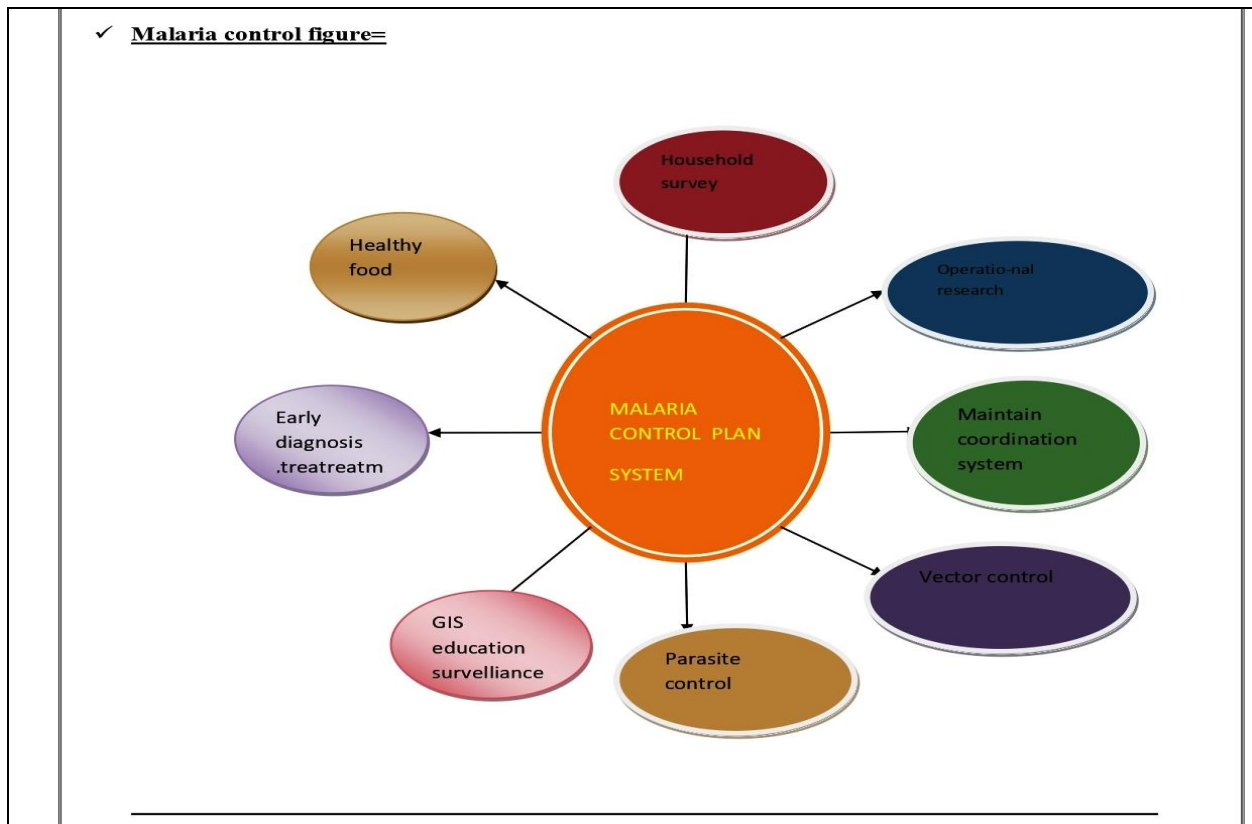 ✓ Malaria control figure=
Household
survey
Healthy
food
Operatio-nal
research
Early
diagnosis
.treatreatm
MALARIA
CONTROL PLAN
SYSTEM
Maintain
coordination
system
Vector control
GIS
education
survelliance
Parasite
control